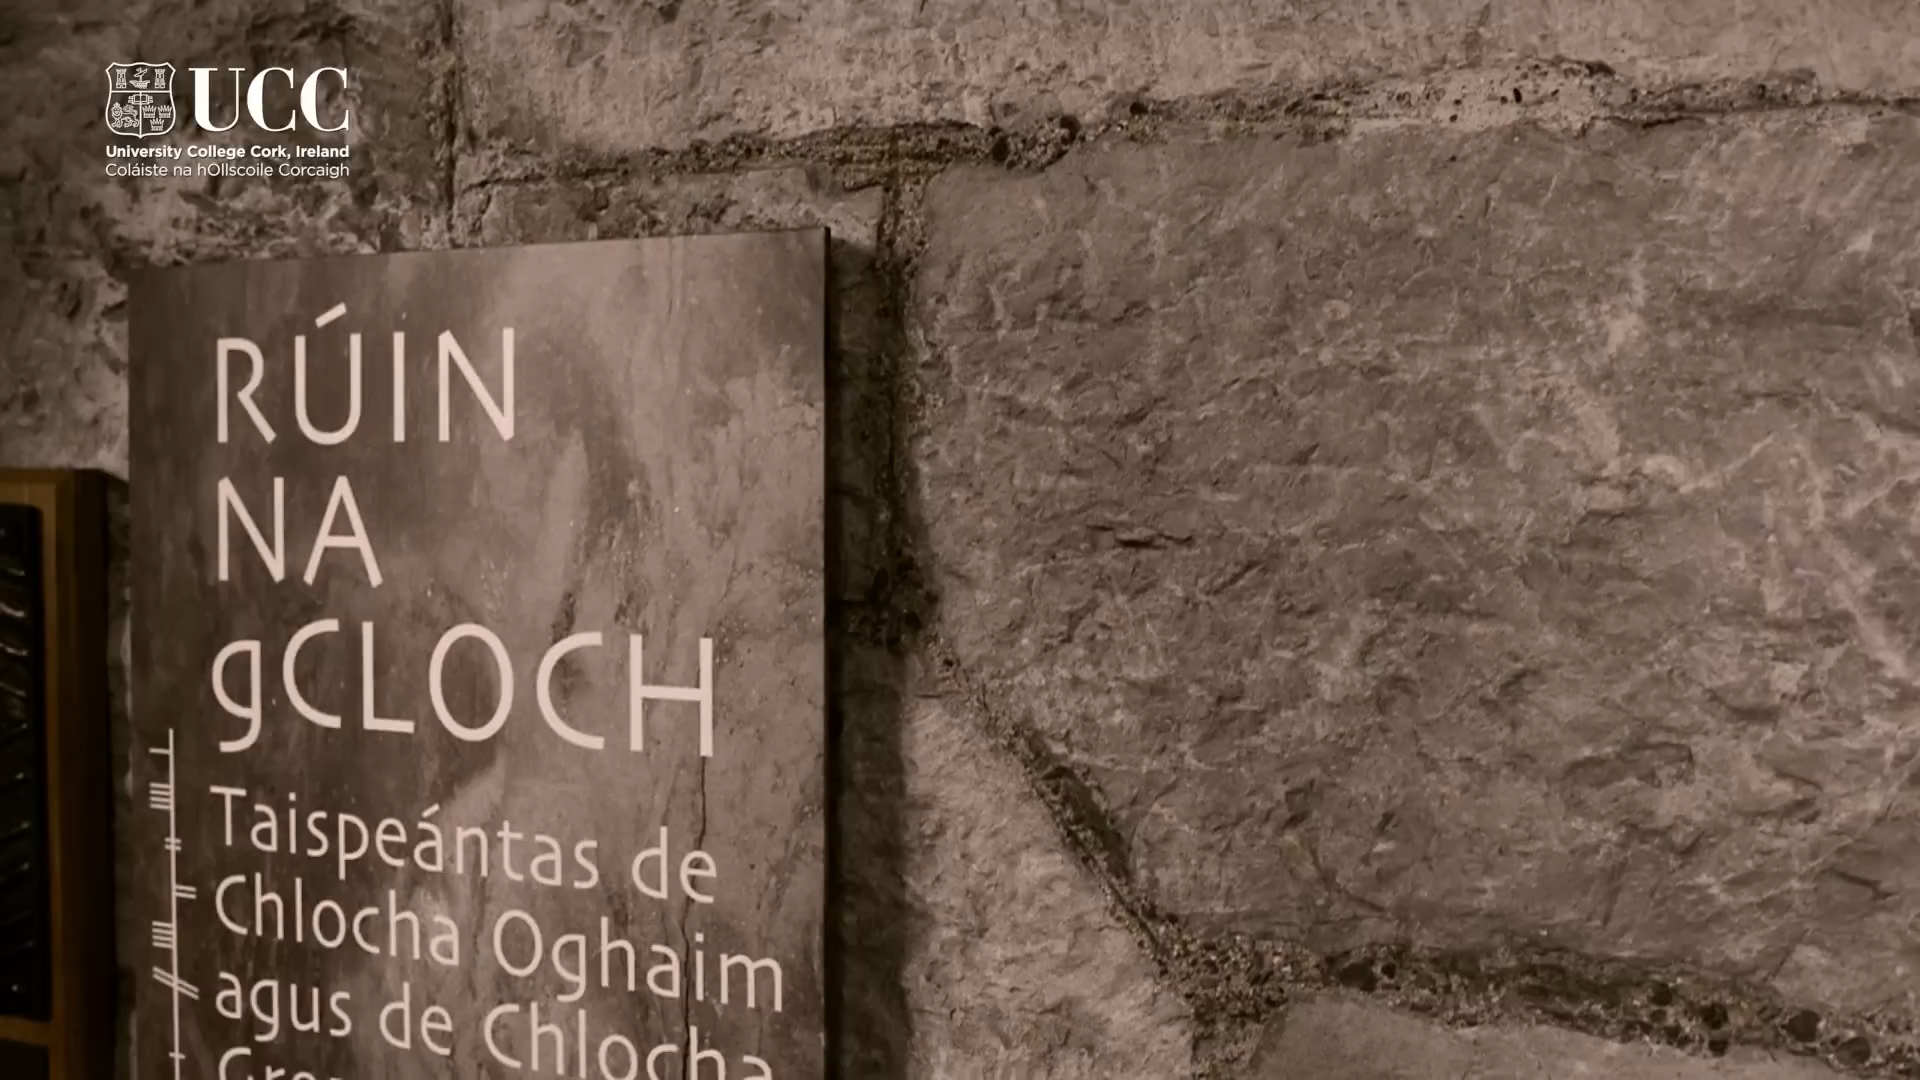 UCC
University College Cork, Ireland
Coláiste na hOllscoile Corcaigh
RÚIN
NA
gCLOCH
Taispeántas de
Chlocha Oghaim
agus de Chlocha